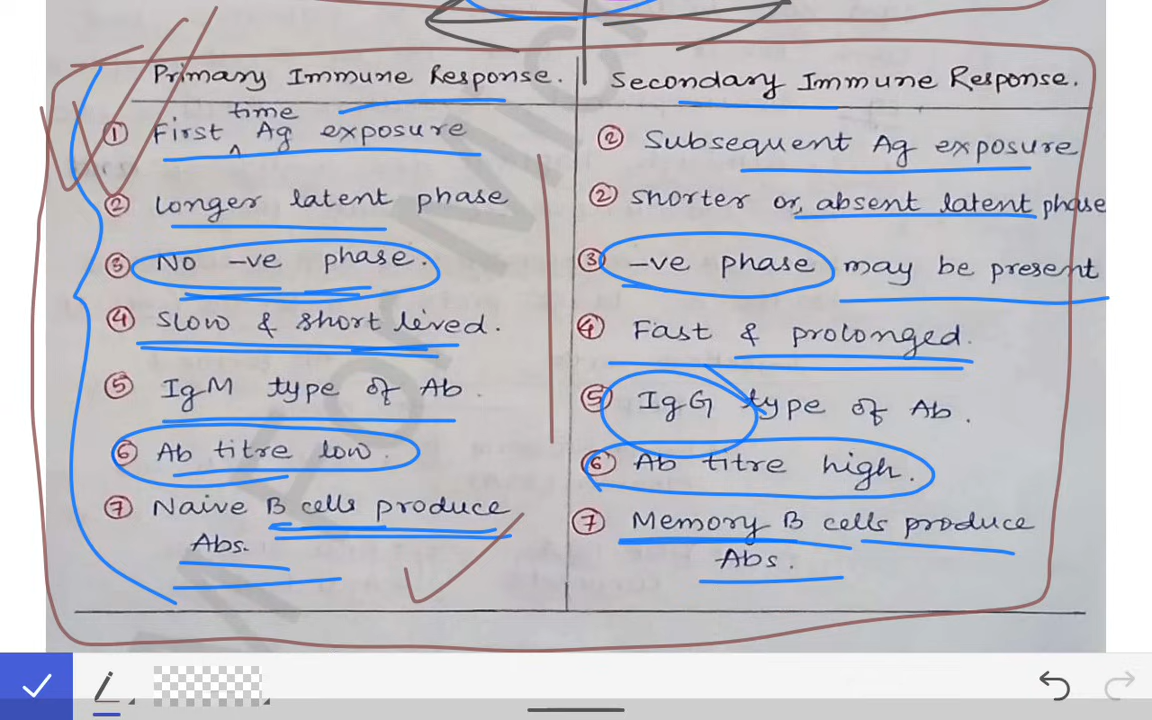 Primary Immune Response.
① First time Ag exposure
② Longer latent phase
③ No -ve phase.
④ Slow & short lived.
⑤ IgM type of Ab.
⑥ Ab titre low.
⑦ Naive B cells produce
Abs.
Secondary Immune Response.
② Subsequent Ag exposure
② shorter or, absent latent phase
③ -ve phase may be present
④ Fast & prolonged.
⑤ IgG type of Ab.
⑥ Ab titre high.
⑦ Memory B cells produce
Abs.